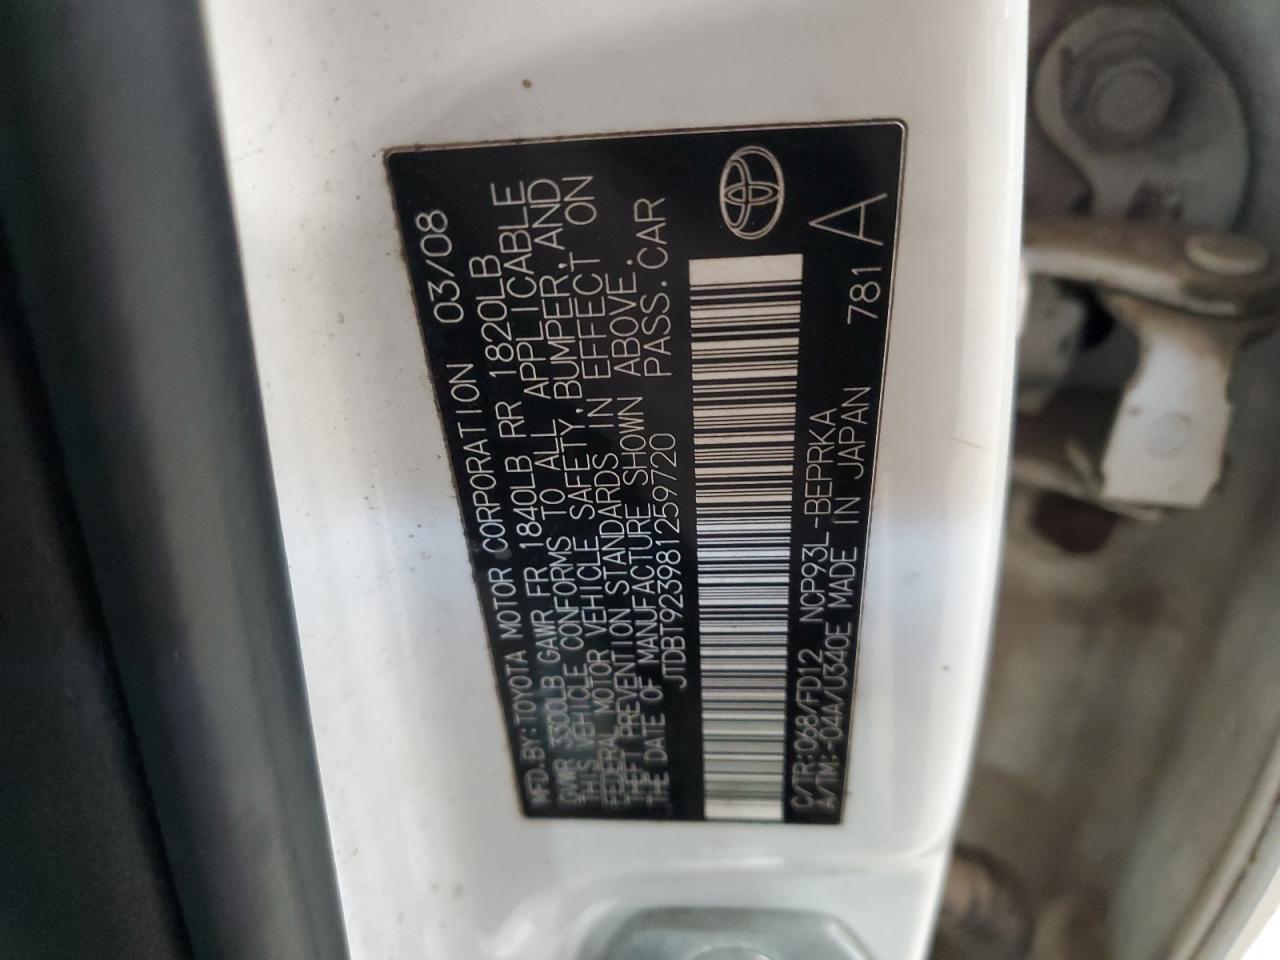 MFD.BY:TOYOTA MOTOR CORPORATION 03/08
GVWR 3300LB GAWR FR 1840LB RR 1820LB
THIS VEHICLE CONFORMS TO ALL APPLICABLE
FEDERAL MOTOR VEHICLE SAFETY,BUMPER,AND
THEFT PREVENTION STANDARDS IN EFFECT ON
THE DATE OF MANUFACTURE SHOWN ABOVE.
JTDBT923981259720 PASS.CAR
C/TR:068/FD12 NCP93L-BEPRKA 781 A
A/TM:-04A/U340E MADE IN JAPAN